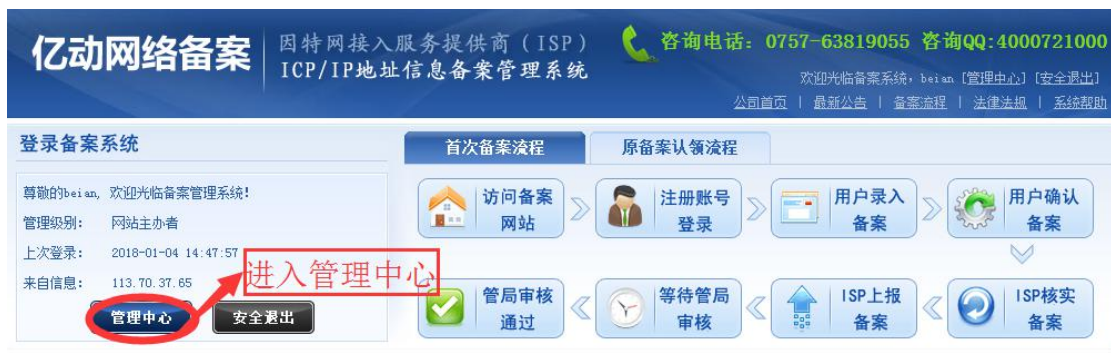 亿动网络备案
因特网接入服务提供商（ISP）
ICP/IP地址信息备案管理系统
咨询电话：0757-63819055 咨询QQ:4000721000
欢迎光临备案系统，beian [管理中心] [安全退出]
公司首页 | 最新公告 | 备案流程 | 法律法规 | 系统帮助
登录备案系统
尊敬的beian, 欢迎光临备案管理系统!
管理级别： 网站主办者
上次登录： 2018-01-04 14:47:57
来自信息： 113.70.37.65
管理中心 安全退出
进入管理中心
首次备案流程 原备案认领流程
访问备案
网站
注册账号
登录
用户录入
备案
用户确认
备案
管局审核
通过
等待管局
审核
ISP上报
备案
ISP核实
备案